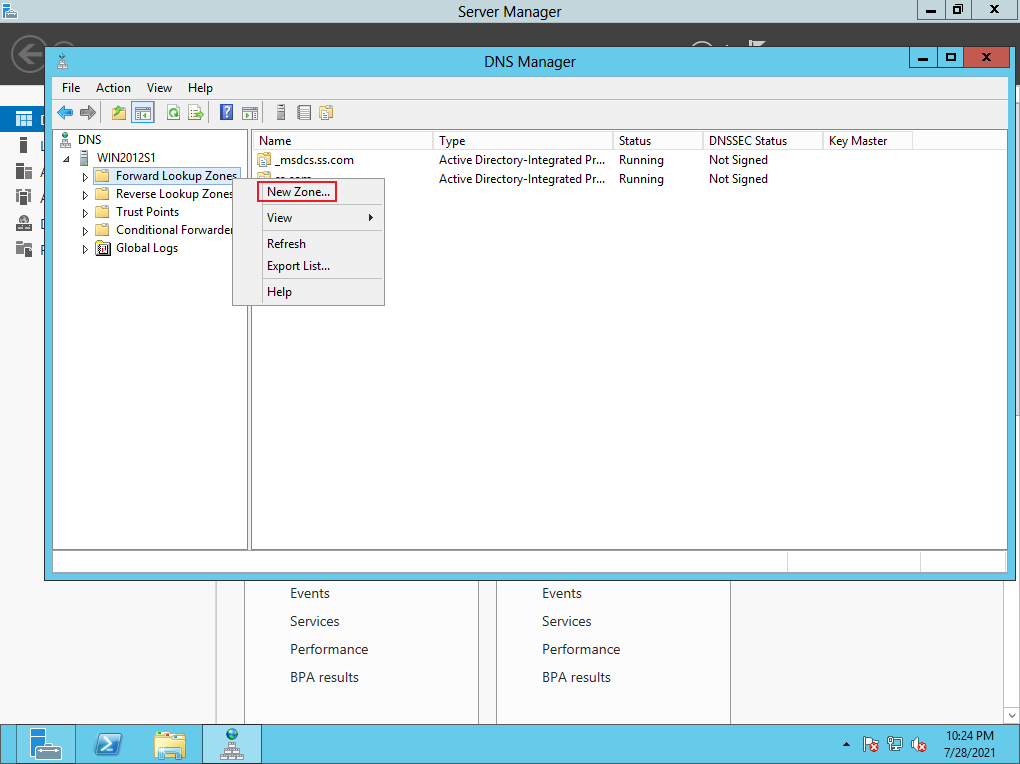 Server Manager
DNS Manager
File Action View Help
DNS
WIN2012S1
Forward Lookup Zones
Reverse Lookup Zones
Trust Points
Conditional Forwarder
Global Logs
Name Type Status DNSSEC Status Key Master
_msdcs.ss.com Active Directory-Integrated Pr... Running Not Signed
Active Directory-Integrated Pr... Running Not Signed
New Zone...
View
Refresh
Export List...
Help
Events Events
Services Services
Performance Performance
BPA results BPA results
10:24 PM
7/28/2021